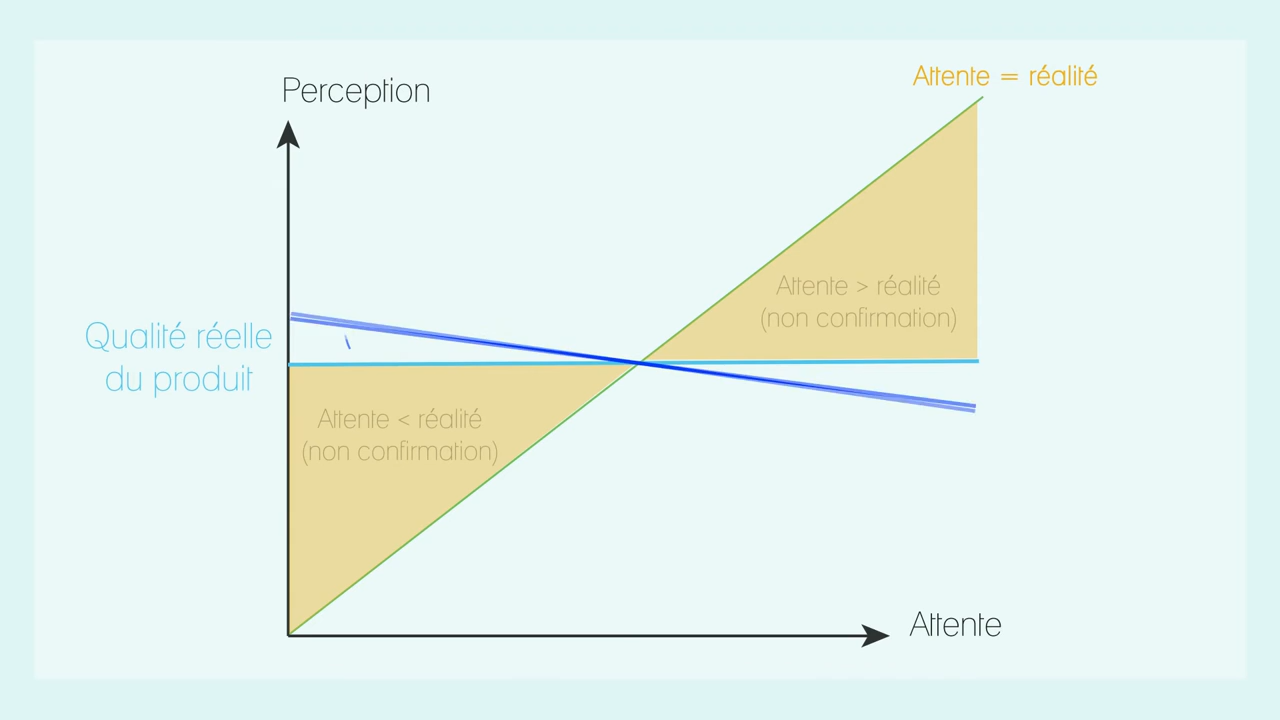 Attente = réalité
Perception
Attente > réalité
(non confirmation)
Qualité réelle
du produit
Attente < réalité
(non confirmation)
Attente